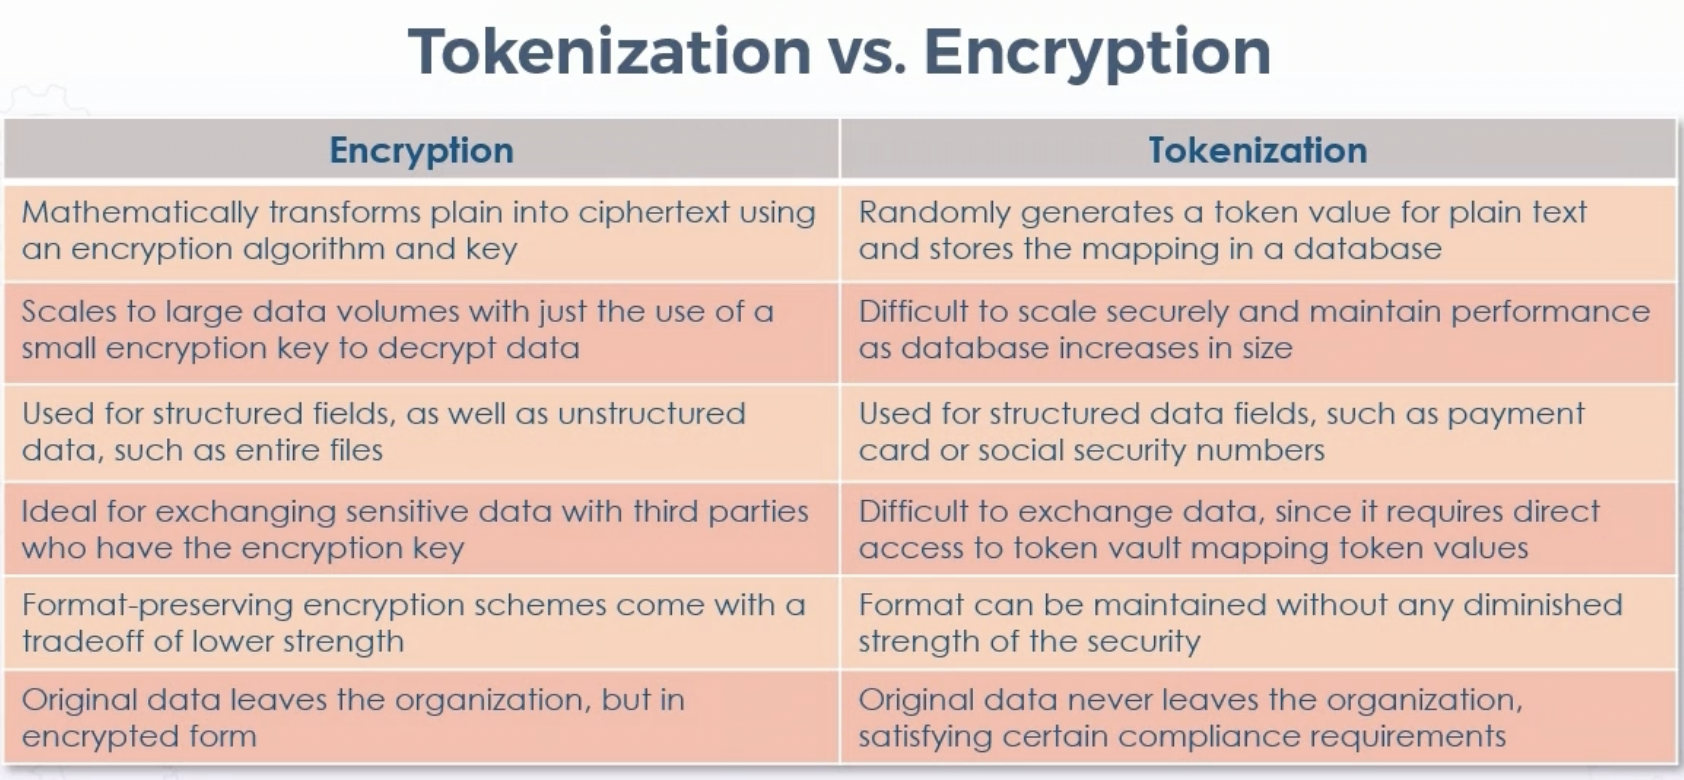 Tokenization vs. Encryption
Encryption
Tokenization
Mathematically transforms plain into ciphertext using
an encryption algorithm and key
Randomly generates a token value for plain text
and stores the mapping in a database
Scales to large data volumes with just the use of a
small encryption key to decrypt data
Difficult to scale securely and maintain performance
as database increases in size
Used for structured fields, as well as unstructured
data, such as entire files
Used for structured data fields, such as payment
card or social security numbers
Ideal for exchanging sensitive data with third parties
who have the encryption key
Difficult to exchange data, since it requires direct
access to token vault mapping token values
Format-preserving encryption schemes come with a
tradeoff of lower strength
Format can be maintained without any diminished
strength of the security
Original data leaves the organization, but in
encrypted form
Original data never leaves the organization,
satisfying certain compliance requirements